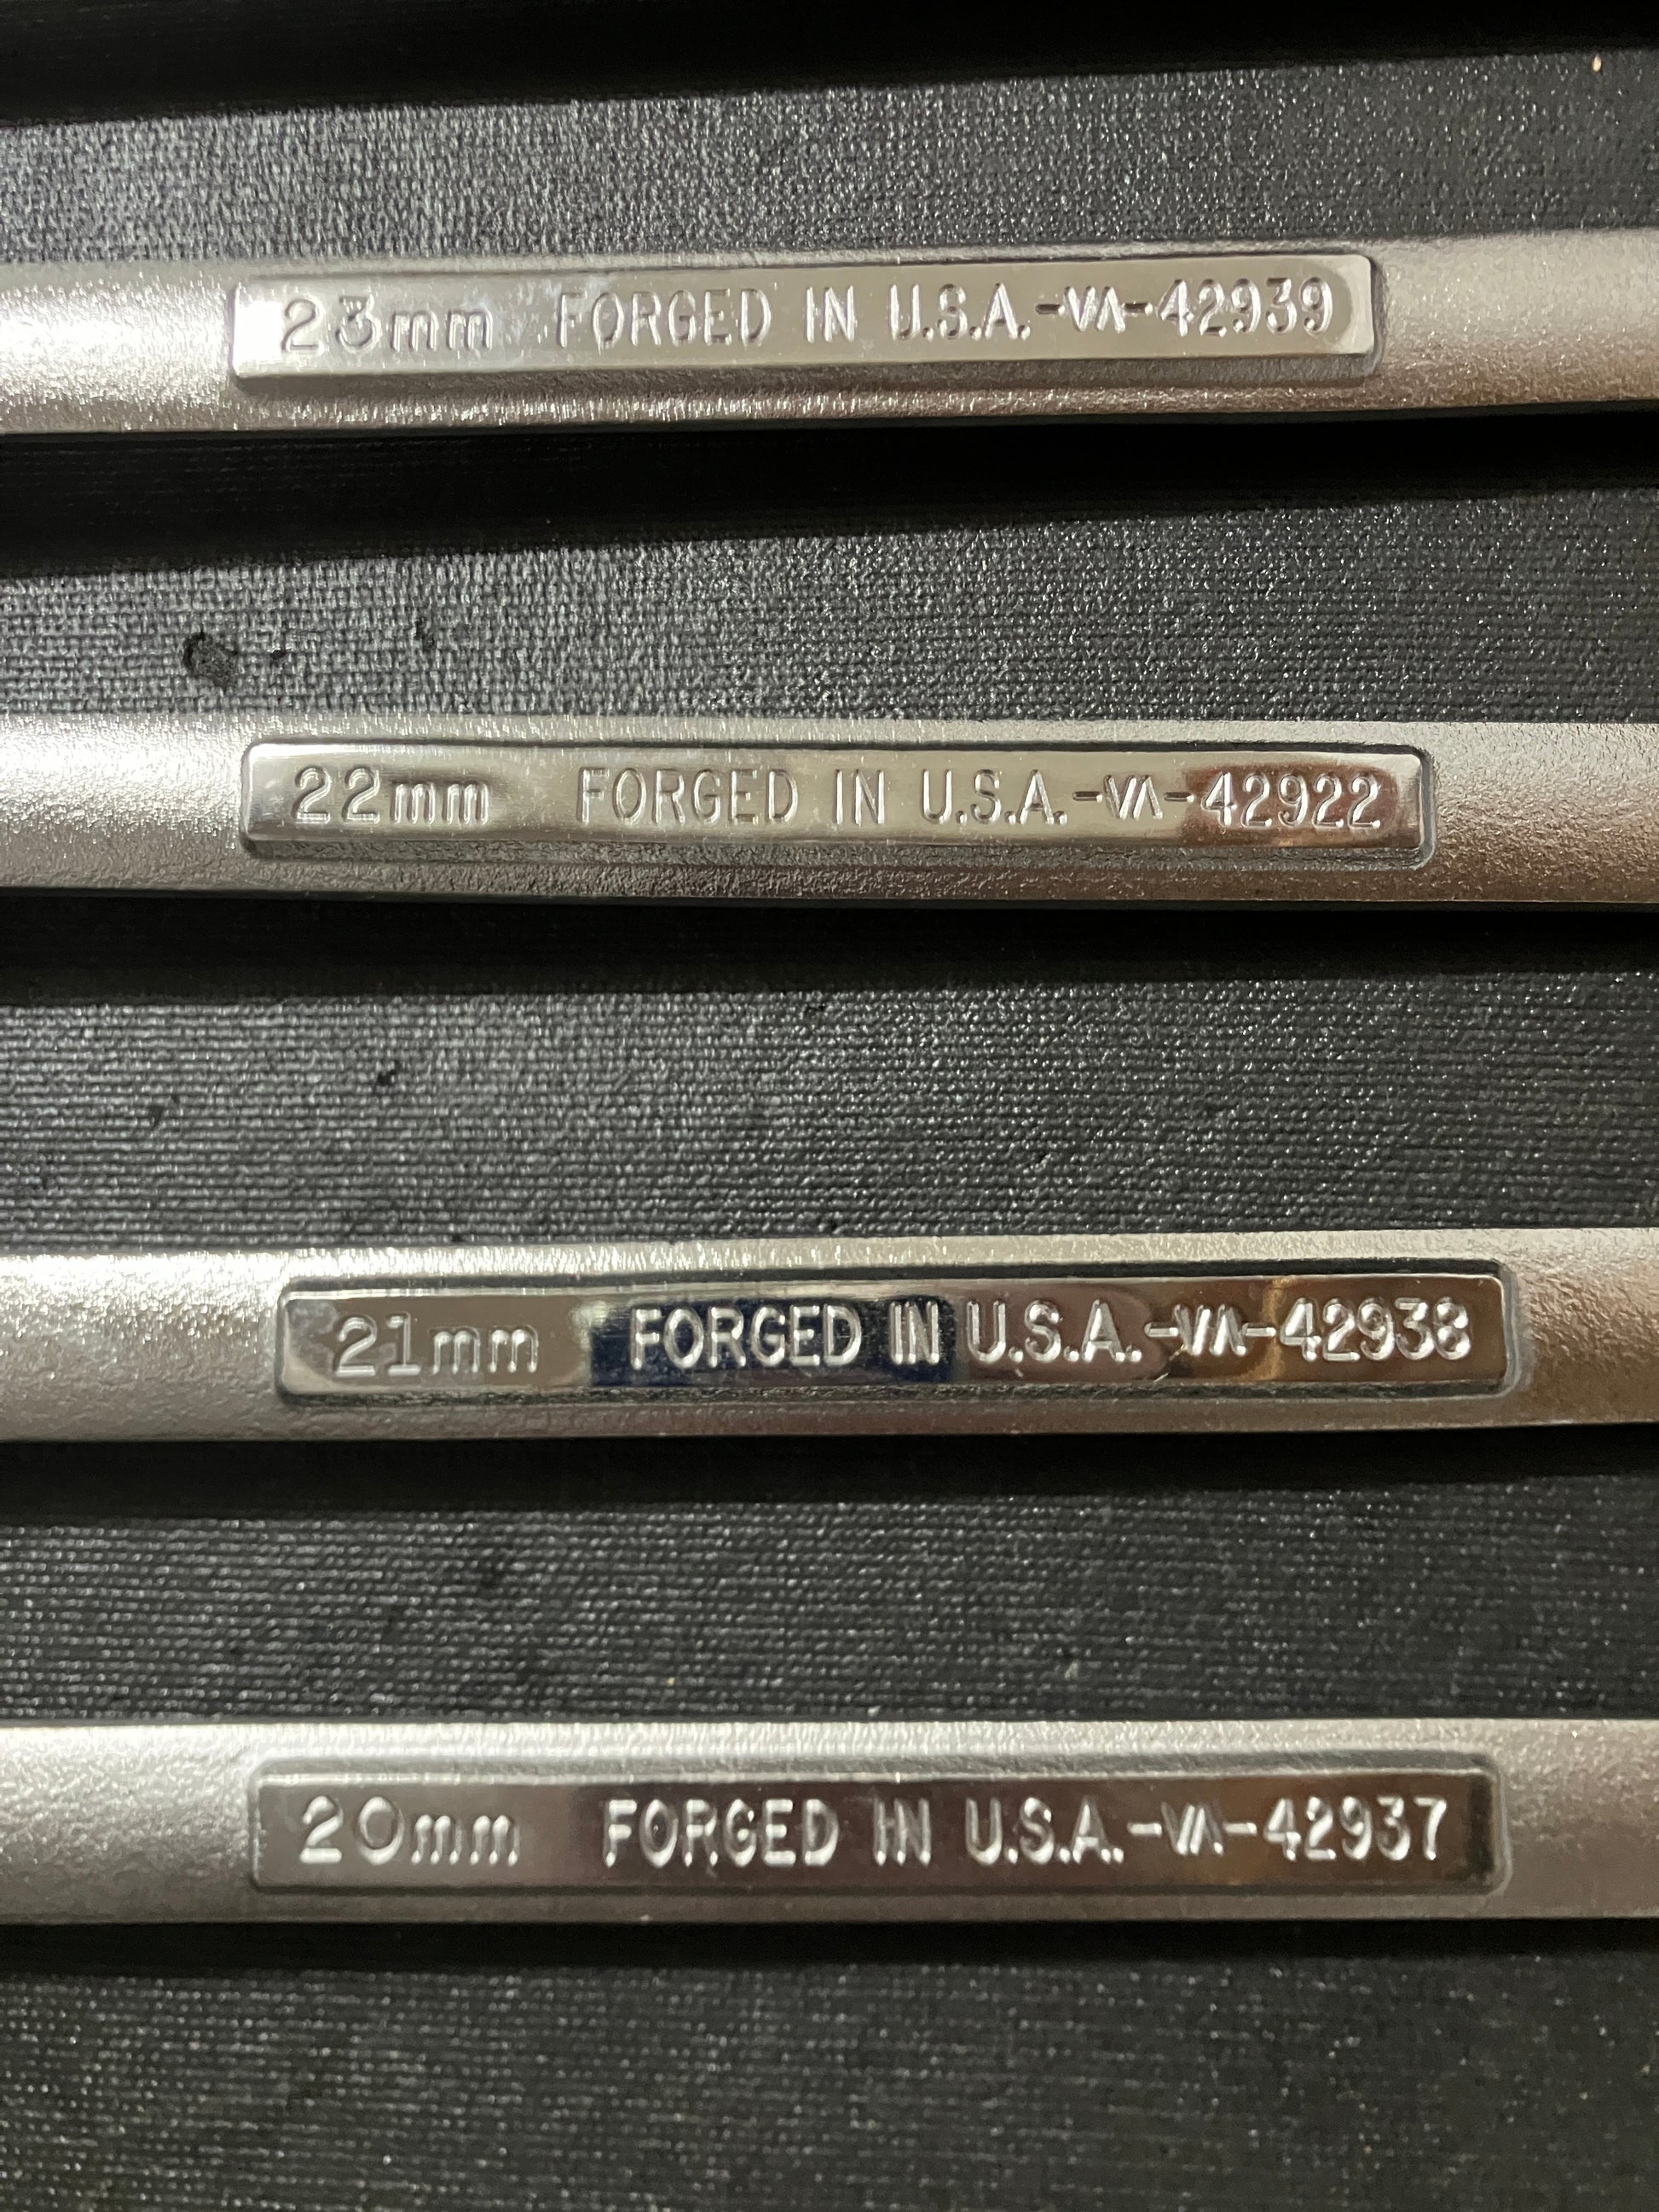 23mm FORGED IN U.S.A.-VA-42939
22mm FORGED IN U.S.A.-VA-42922
21mm FORGED IN U.S.A.-VA-42938
20mm FORGED IN U.S.A.-VA-42937